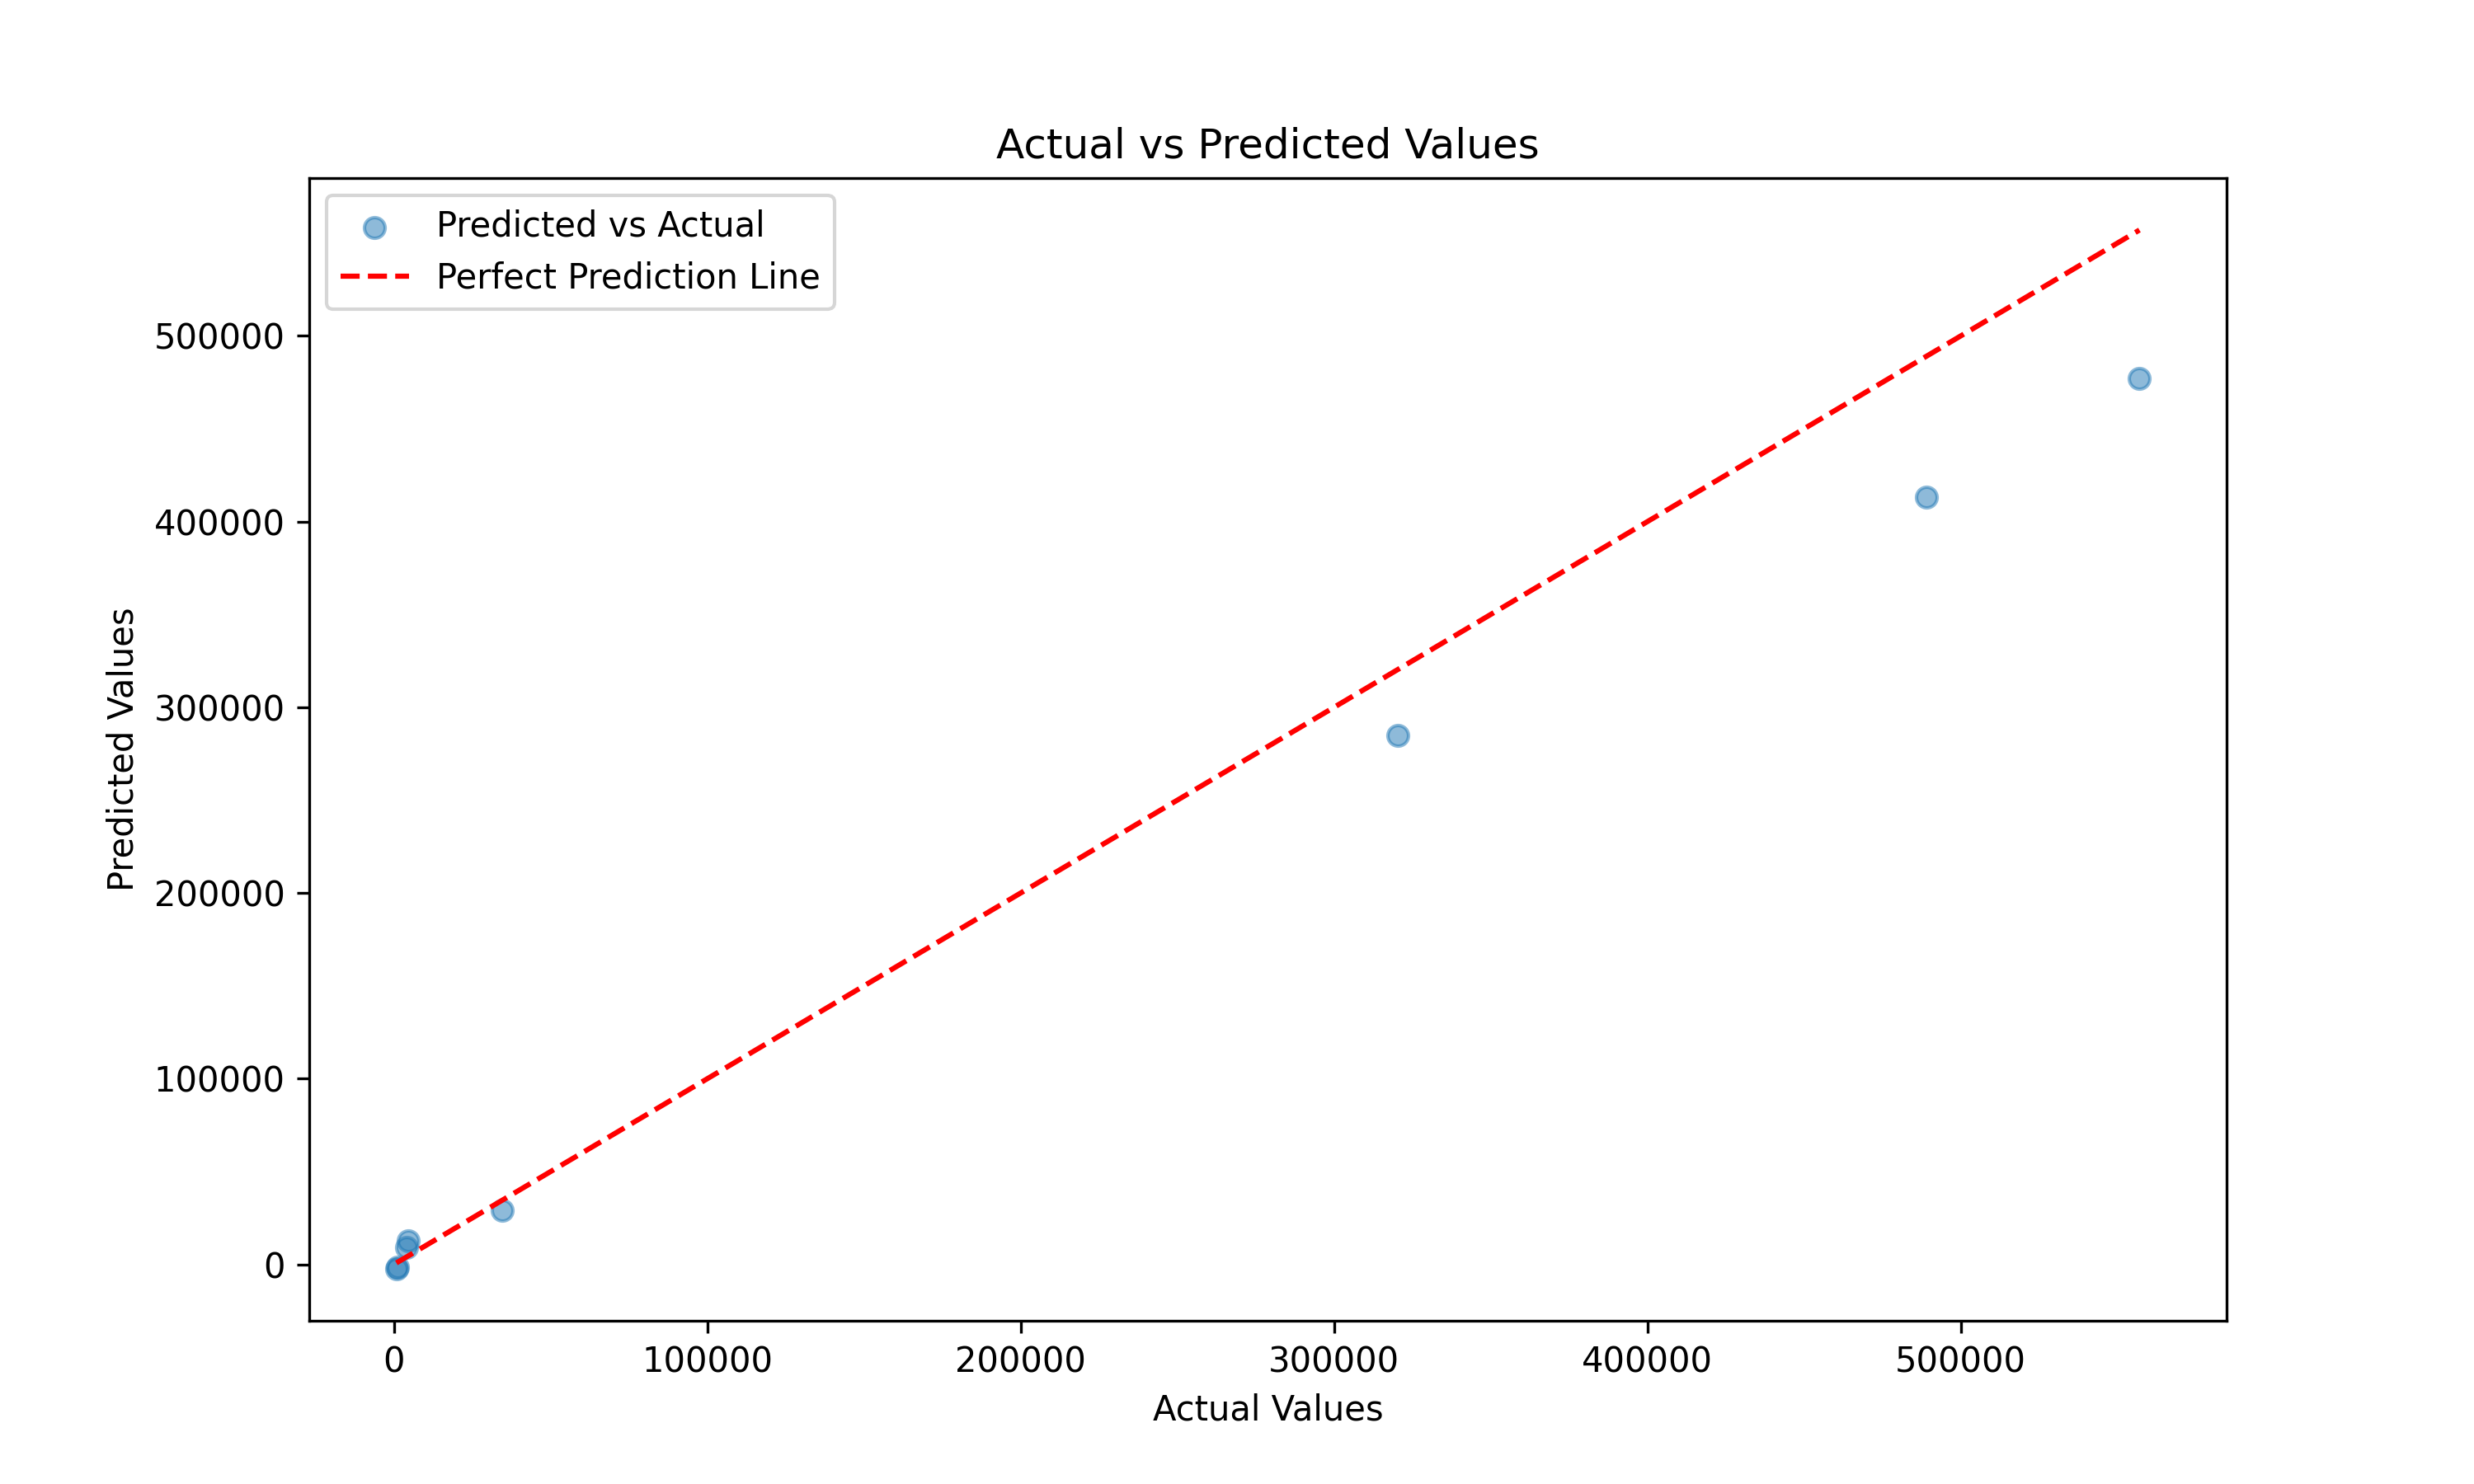 Actual vs Predicted Values
Predicted vs Actual
Perfect Prediction Line
500000
400000
300000
200000
100000
0
Predicted Values
0 100000 200000 300000 400000 500000
Actual Values